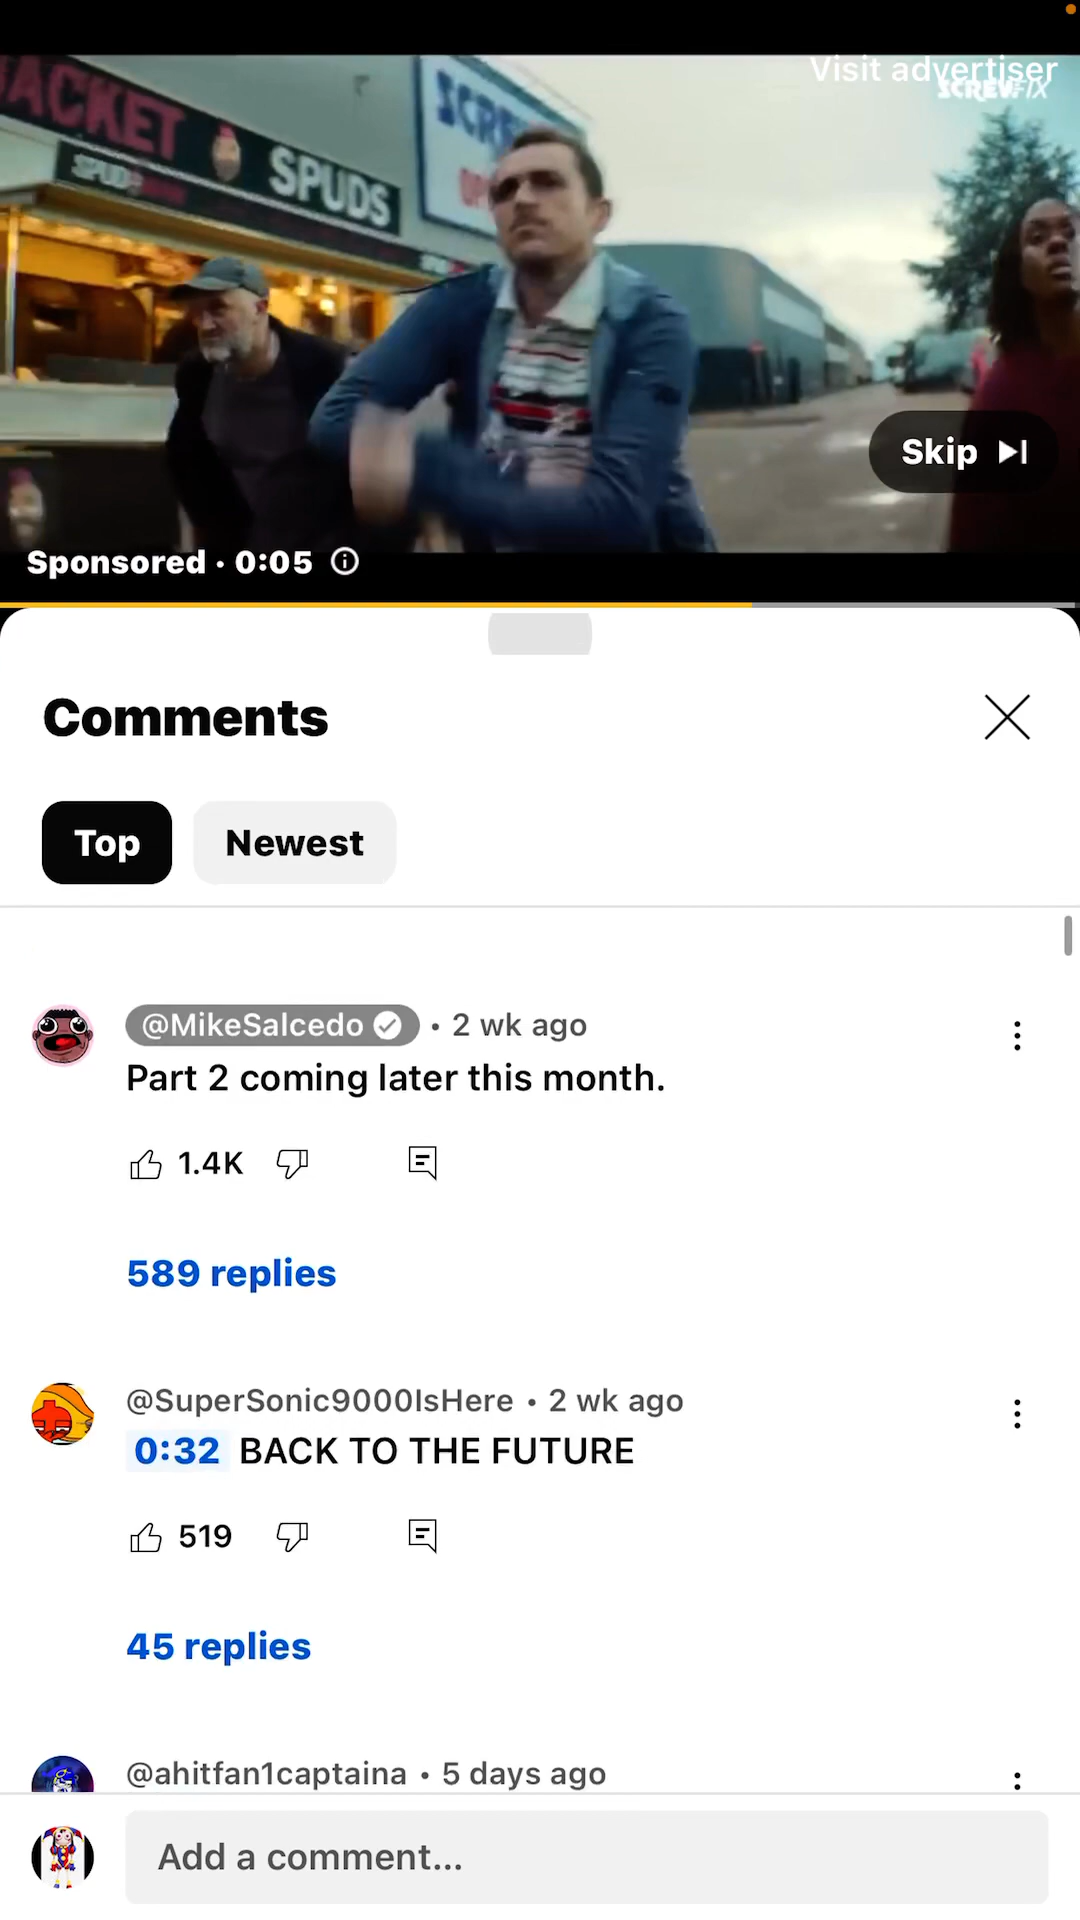 Visit advertiser
SCREWFIX
JACKET
SPUDS
SPUDS
Skip
Sponsored · 0:05
Comments
Top
Newest
@MikeSalcedo • 2 wk ago
Part 2 coming later this month.
1.4K
589 replies
@SuperSonic9000IsHere • 2 wk ago
0:32 BACK TO THE FUTURE
519
45 replies
@ahitfan1captaina • 5 days ago
Add a comment...